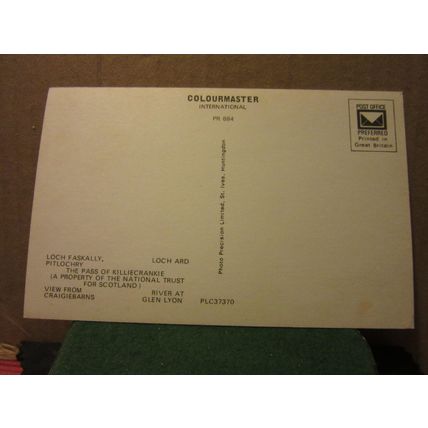 COLOURMASTER
INTERNATIONAL
PR 884
POST OFFICE
PREFERRED
Printed in
Great Britain
Photo Precision Limited, St. Ives, Huntingdon
LOCH FASKALLY,
PITLOCHRY
LOCH ARD
THE PASS OF KILLIECRANKIE
(A PROPERTY OF THE NATIONAL TRUST
FOR SCOTLAND)
VIEW FROM
CRAIGIEBARNS
RIVER AT
GLEN LYON
PLC37370